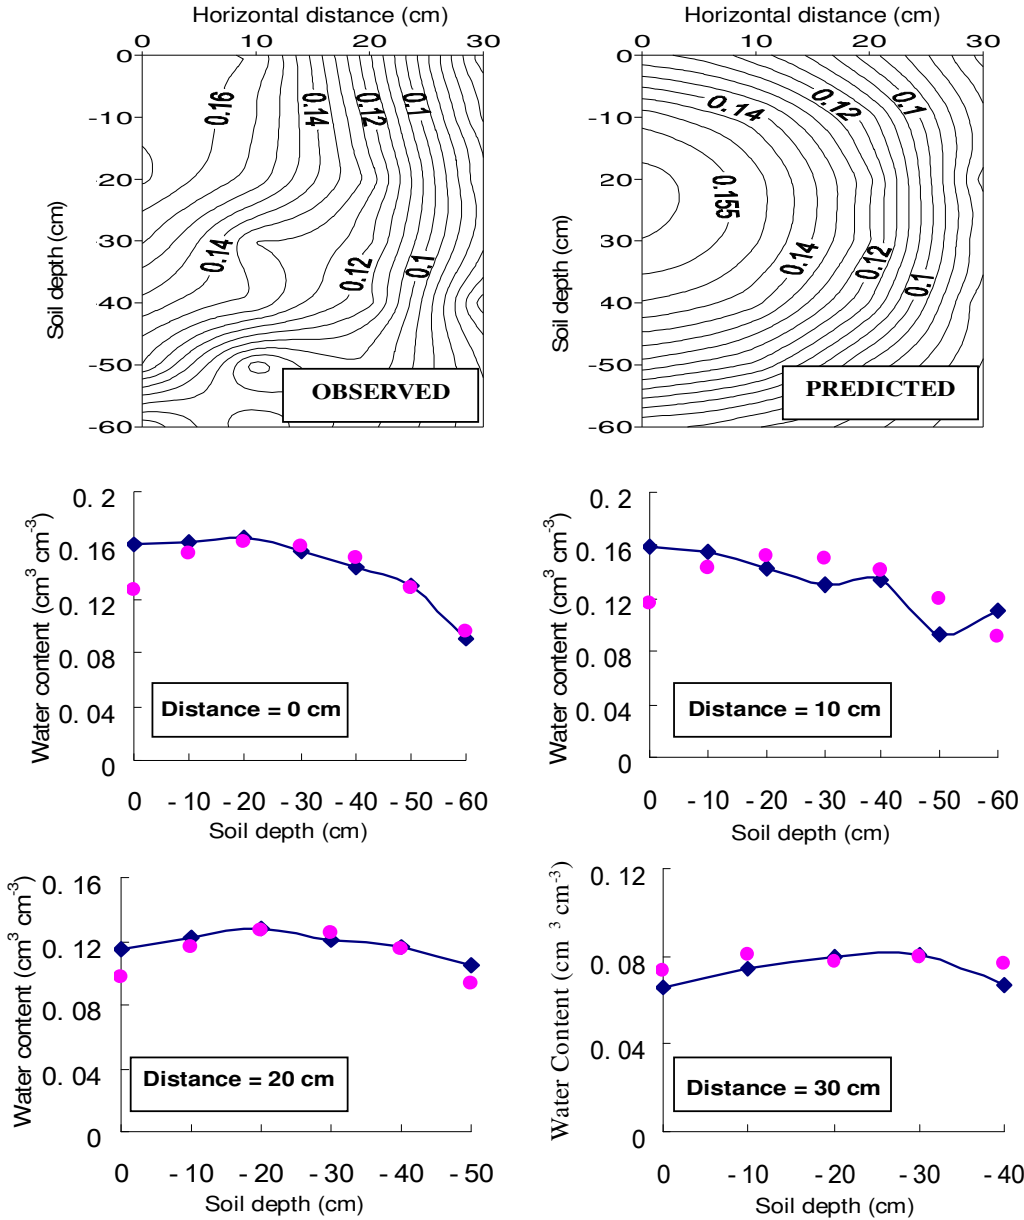 Horizontal distance (cm)
0 10 20 30
0
-10
-20
-30
-40
-50
-60
Soil depth (cm)
0.16
0.14
0.12
0.1
0.14
0.12
0.1
OBSERVED
Horizontal distance (cm)
0 10 20 30
0
-10
-20
-30
-40
-50
-60
Soil depth (cm)
0.14
0.12
0.1
0.155
0.14
0.12
0.1
PREDICTED
Water content (cm³ cm⁻³)
0. 2
0. 16
0. 12
0. 08
0. 04
0
Distance = 0 cm
0 - 10 - 20 - 30 - 40 - 50 - 60
Soil depth (cm)
Water content (cm³ cm⁻³)
0. 2
0. 16
0. 12
0. 08
0. 04
0
Distance = 10 cm
0 - 10 - 20 - 30 - 40 - 50 - 60
Soil depth (cm)
Water content (cm³ cm⁻³)
0. 16
0. 12
0. 08
0. 04
0
Distance = 20 cm
0 - 10 - 20 - 30 - 40 - 50
Soil depth (cm)
Water Content (cm ³ cm⁻³)
0. 12
0. 08
0. 04
0
Distance = 30 cm
0 - 10 - 20 - 30 - 40
Soil depth (cm)